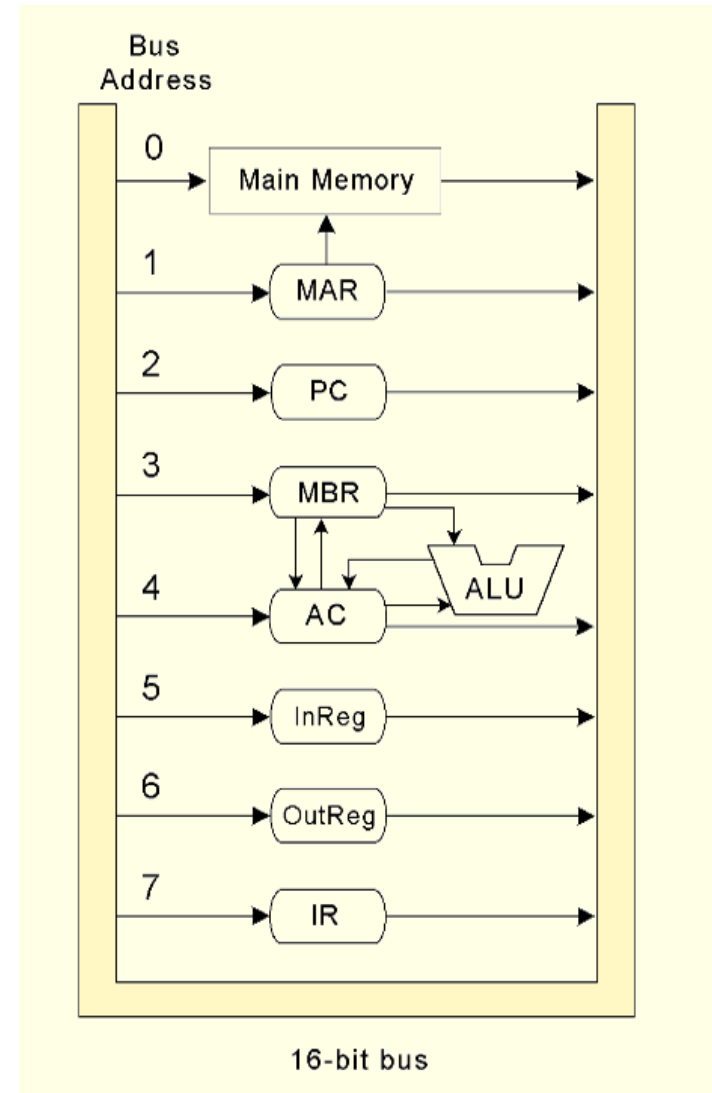 Bus
Address
0
Main Memory
1
MAR
2
PC
3
MBR
ALU
4
AC
5
InReg
6
OutReg
7
IR
16-bit bus